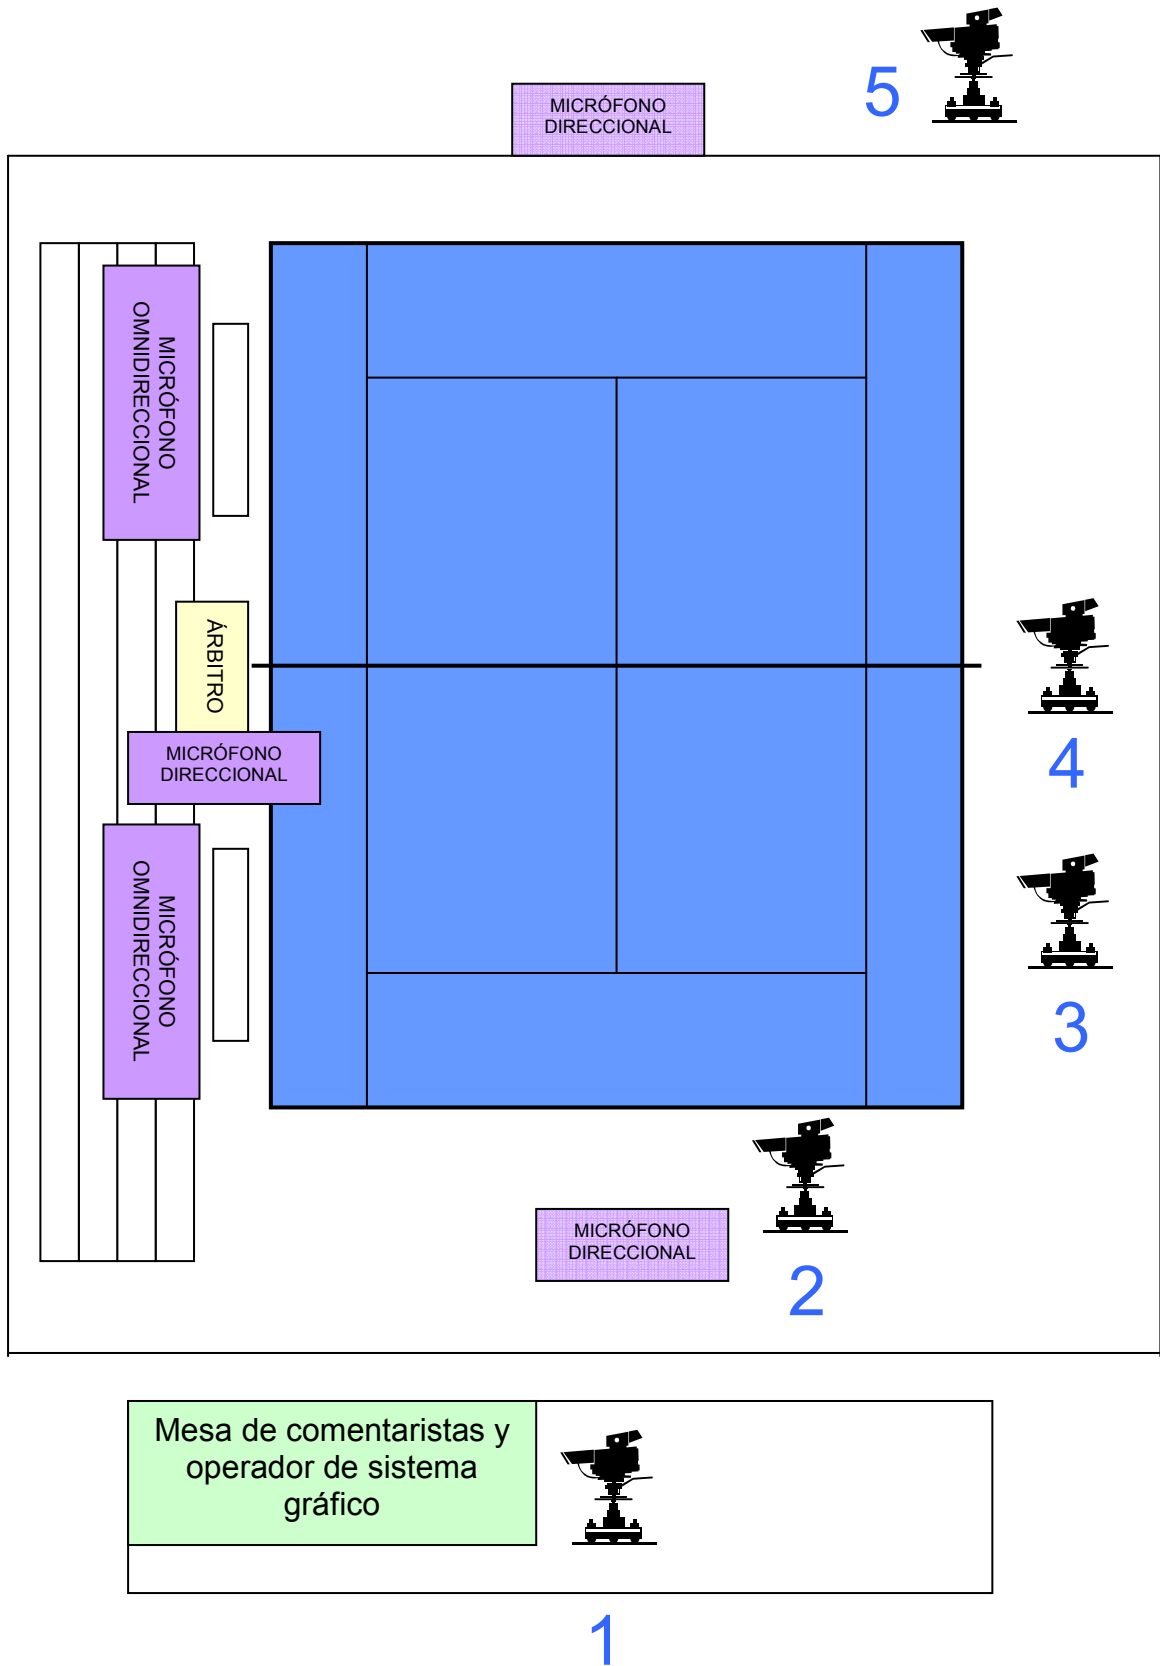 5
MICRÓFONO
DIRECCIONAL
MICRÓFONO
OMNIDIRECCIONAL
ÁRBITRO
MICRÓFONO
DIRECCIONAL
4
MICRÓFONO
OMNIDIRECCIONAL
3
MICRÓFONO
DIRECCIONAL
2
Mesa de comentaristas y
operador de sistema
gráfico
1